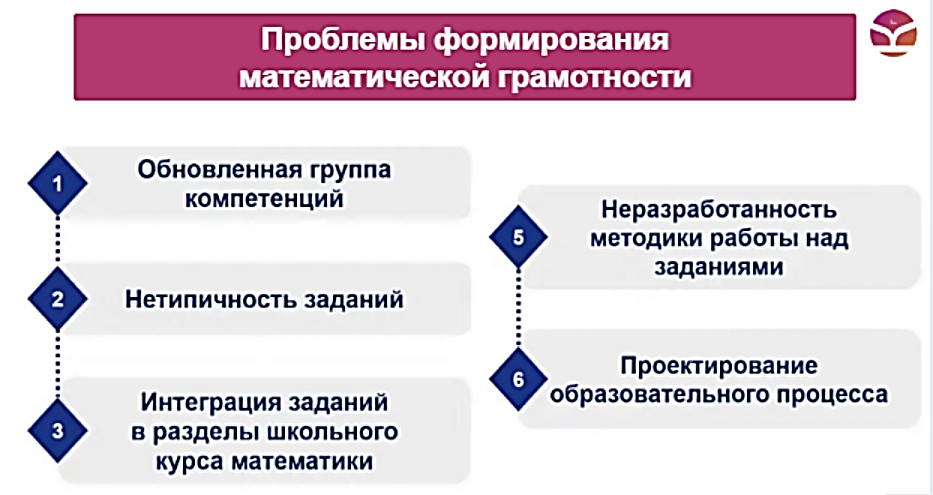 Проблемы формирования
математической грамотности
1
Обновленная группа
компетенций
2
Нетипичность заданий
3
Интеграция заданий
в разделы школьного
курса математики
5
Неразработанность
методики работы над
заданиями
6
Проектирование
образовательного процесса